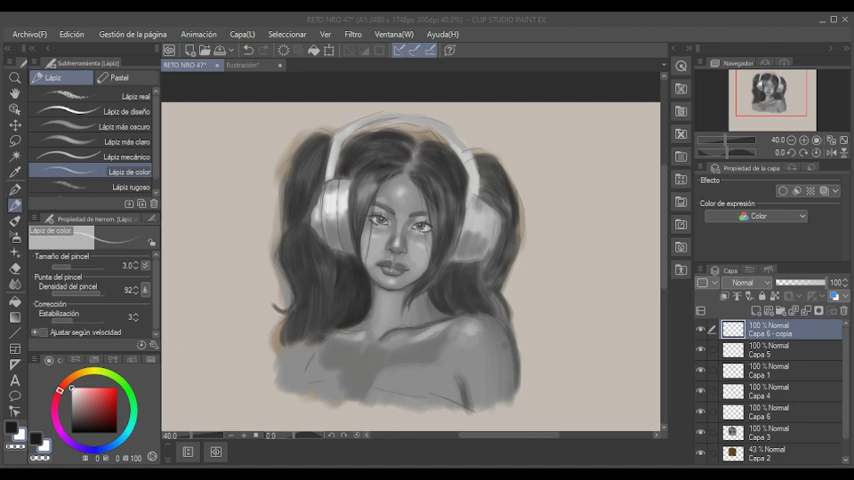 RETO NRO 47* (A5 2480 x 1748px 300dpi 40.0%) - CLIP STUDIO PAINT EX
Archivo(F) Edición Gestión de la página Animación Capa(L) Seleccionar Ver Filtro Ventana(W) Ayuda(H)
Subherramienta [Lápiz]
RETO NRO 47* Ilustración*
Navegador
Lápiz Pastel
Lápiz real
Lápiz de diseño
Lápiz más oscuro
Lápiz más claro
Lápiz mecánico
Lápiz de color
Lápiz rugoso
40.0
0.0
Propiedad de la capa
Efecto
Color de expresión
Color
Propiedad de herram. [Lápiz
Lápiz de color
Tamaño del pincel
3.0
Punta del pincel
Densidad del pincel
92
Corrección
Estabilización
3
Ajustar según velocidad
Capa
Normal 100
100 % Normal
Capa 6 - copia
100 % Normal
Capa 5
100 % Normal
Capa 1
100 % Normal
Capa 4
100 % Normal
Capa 6
100 % Normal
Capa 3
43 % Normal
Capa 2
40.0 0.0
0 0 100